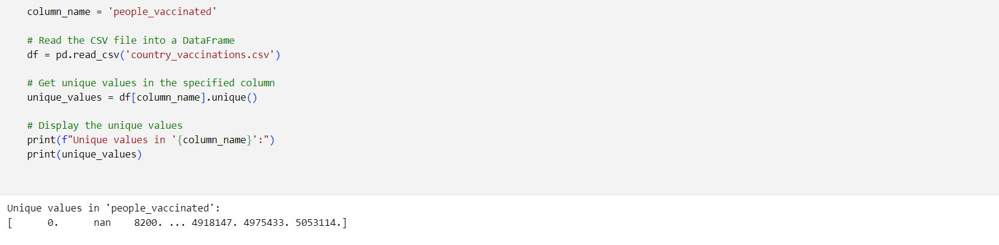 column_name = 'people_vaccinated'
# Read the CSV file into a DataFrame
df = pd.read_csv('country_vaccinations.csv')
# Get unique values in the specified column
unique_values = df[column_name].unique()
# Display the unique values
print(f"Unique values in '{column_name}':")
print(unique_values)
Unique values in 'people_vaccinated':
[      0.      nan    8200. ... 4918147. 4975433. 5053114.]